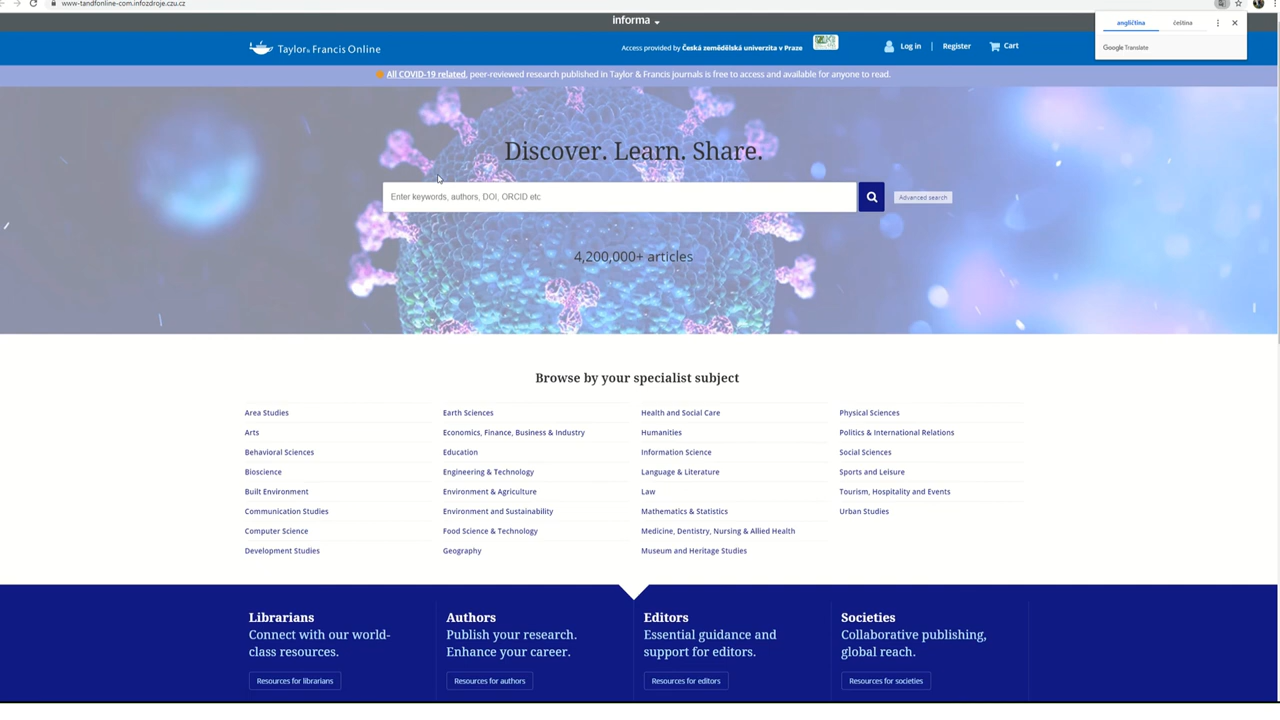 www-tandfonline-com.infozdroje.czu.cz
informa
angličtina
čeština
Google Translate
Taylor & Francis Online
Access provided by Česká zemědělská univerzita v Praze
Log in | Register
Cart
All COVID-19 related, peer-reviewed research published in Taylor & Francis journals is free to access and available for anyone to read.
Discover. Learn. Share.
Enter keywords, authors, DOI, ORCID etc
Advanced search
4,200,000+ articles
Browse by your specialist subject
Area Studies
Arts
Behavioral Sciences
Bioscience
Built Environment
Communication Studies
Computer Science
Development Studies
Earth Sciences
Economics, Finance, Business & Industry
Education
Engineering & Technology
Environment & Agriculture
Environment and Sustainability
Food Science & Technology
Geography
Health and Social Care
Humanities
Information Science
Language & Literature
Law
Mathematics & Statistics
Medicine, Dentistry, Nursing & Allied Health
Museum and Heritage Studies
Physical Sciences
Politics & International Relations
Social Sciences
Sports and Leisure
Tourism, Hospitality and Events
Urban Studies
Librarians
Connect with our world-
class resources.
Resources for librarians
Authors
Publish your research.
Enhance your career.
Resources for authors
Editors
Essential guidance and
support for editors.
Resources for editors
Societies
Collaborative publishing,
global reach.
Resources for societies